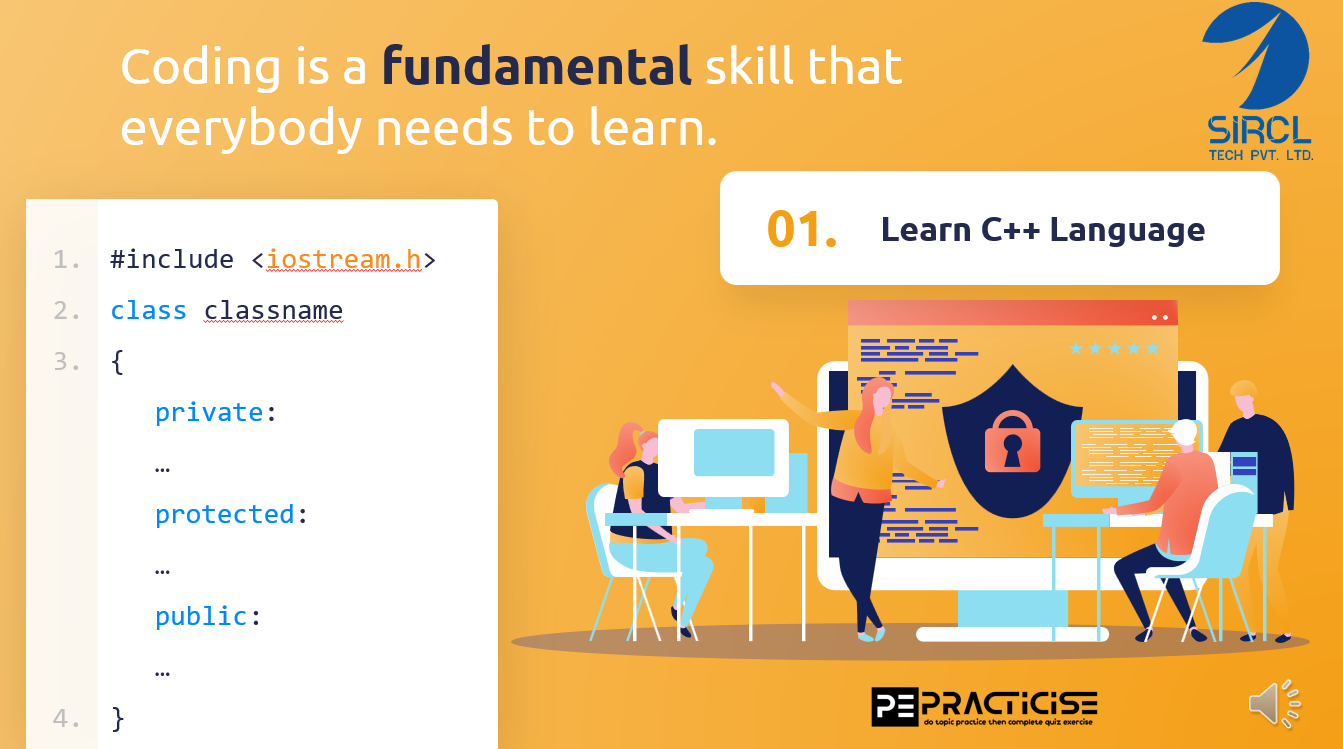 Coding is a fundamental skill that
everybody needs to learn.
SiRCL
TECH PVT. LTD.
01. Learn C++ Language
1. #include <iostream.h>
2. class classname
3. {
private:
…
protected:
…
public:
…
4. }
PE PRACTiCiSE
do topic practice then complete quiz exercise